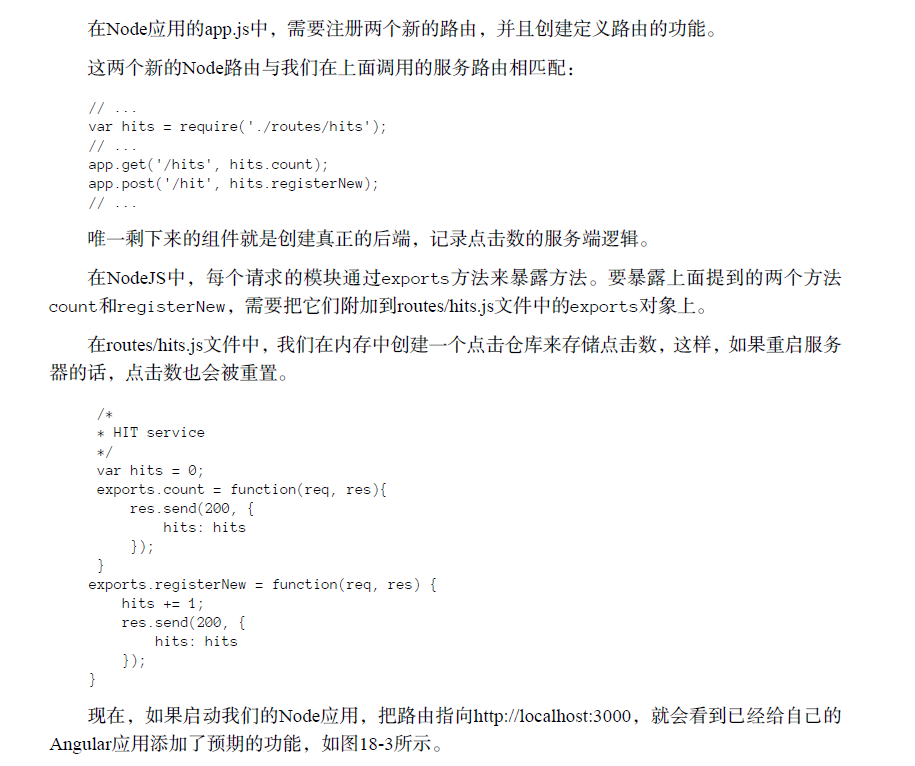 在Node应用的app.js中，需要注册两个新的路由，并且创建定义路由的功能。
这两个新的Node路由与我们在上面调用的服务路由相匹配：
// ...
var hits = require('./routes/hits');
// ...
app.get('/hits', hits.count);
app.post('/hit', hits.registerNew);
// ...
唯一剩下来的组件就是创建真正的后端，记录点击数的服务端逻辑。
在NodeJS中，每个请求的模块通过exports方法来暴露方法。要暴露上面提到的两个方法
count和registerNew，需要把它们附加到routes/hits.js文件中的exports对象上。
在routes/hits.js文件中，我们在内存中创建一个点击仓库来存储点击数，这样，如果重启服务
器的话，点击数也会被重置。
/*
* HIT service
*/
var hits = 0;
exports.count = function(req, res){
res.send(200, {
hits: hits
});
}
exports.registerNew = function(req, res) {
hits += 1;
res.send(200, {
hits: hits
});
}
现在，如果启动我们的Node应用，把路由指向http://localhost:3000，就会看到已经给自己的
Angular应用添加了预期的功能，如图18-3所示。